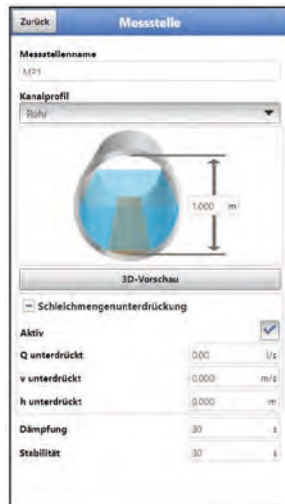 Zurück Messstelle
Messstellenname
MP1
Kanalprofil
Rohr
1.000 m
3D-Vorschau
Schleichmengenunterdrückung
Aktiv
Q unterdrückt 0.00 l/s
v unterdrückt 0.000 m/s
h unterdrückt 0.000 m
Dämpfung 30 s
Stabilität 30 s